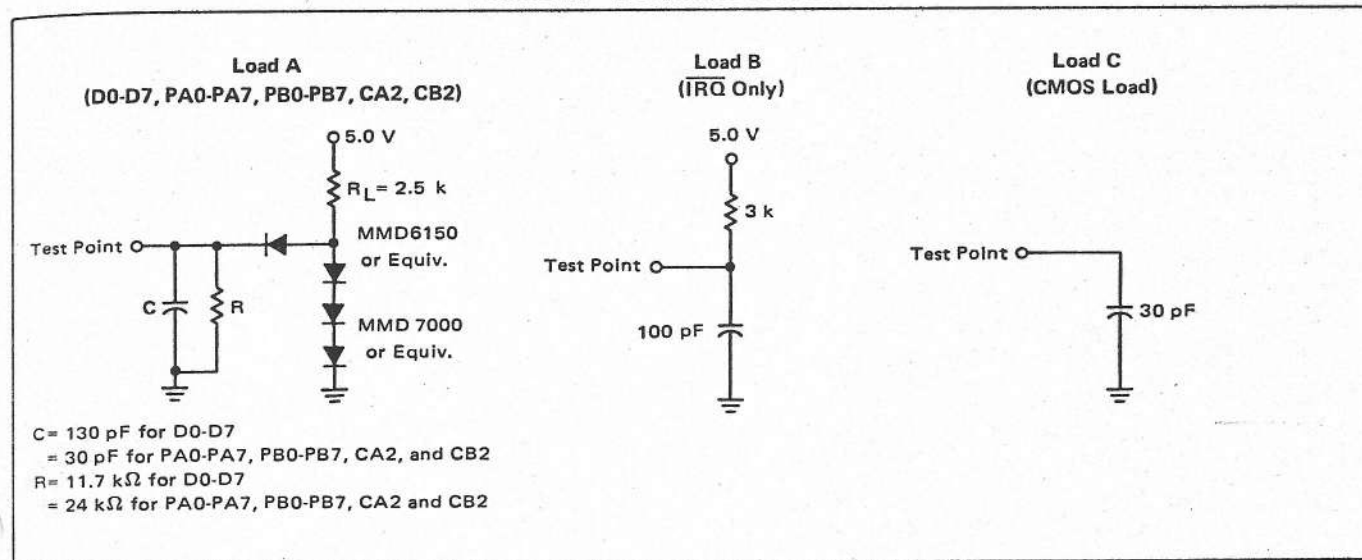 Load A
(D0-D7, PA0-PA7, PB0-PB7, CA2, CB2)
5.0 V
RL= 2.5 k
MMD6150
or Equiv.
Test Point
C
R
MMD 7000
or Equiv.
C= 130 pF for D0-D7
= 30 pF for PA0-PA7, PB0-PB7, CA2, and CB2
R= 11.7 kΩ for D0-D7
= 24 kΩ for PA0-PA7, PB0-PB7, CA2 and CB2
Load B
(I̅R̅Q̅ Only)
5.0 V
3 k
Test Point
100 pF
Load C
(CMOS Load)
Test Point
30 pF